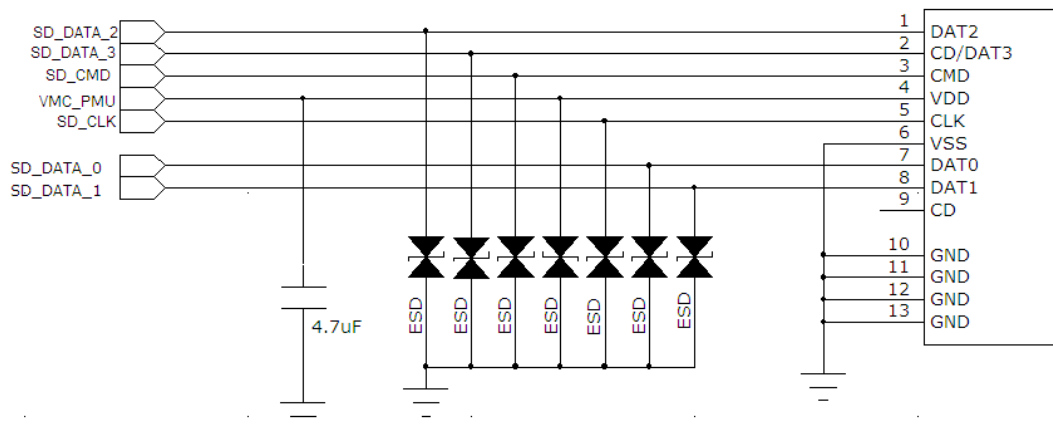 SD_DATA_2
SD_DATA_3
SD_CMD
VMC_PMU
SD_CLK
SD_DATA_0
SD_DATA_1
1 DAT2
2 CD/DAT3
3 CMD
4 VDD
5 CLK
6 VSS
7 DAT0
8 DAT1
9 CD
10 GND
11 GND
12 GND
13 GND
4.7uF
ESD
ESD
ESD
ESD
ESD
ESD
ESD